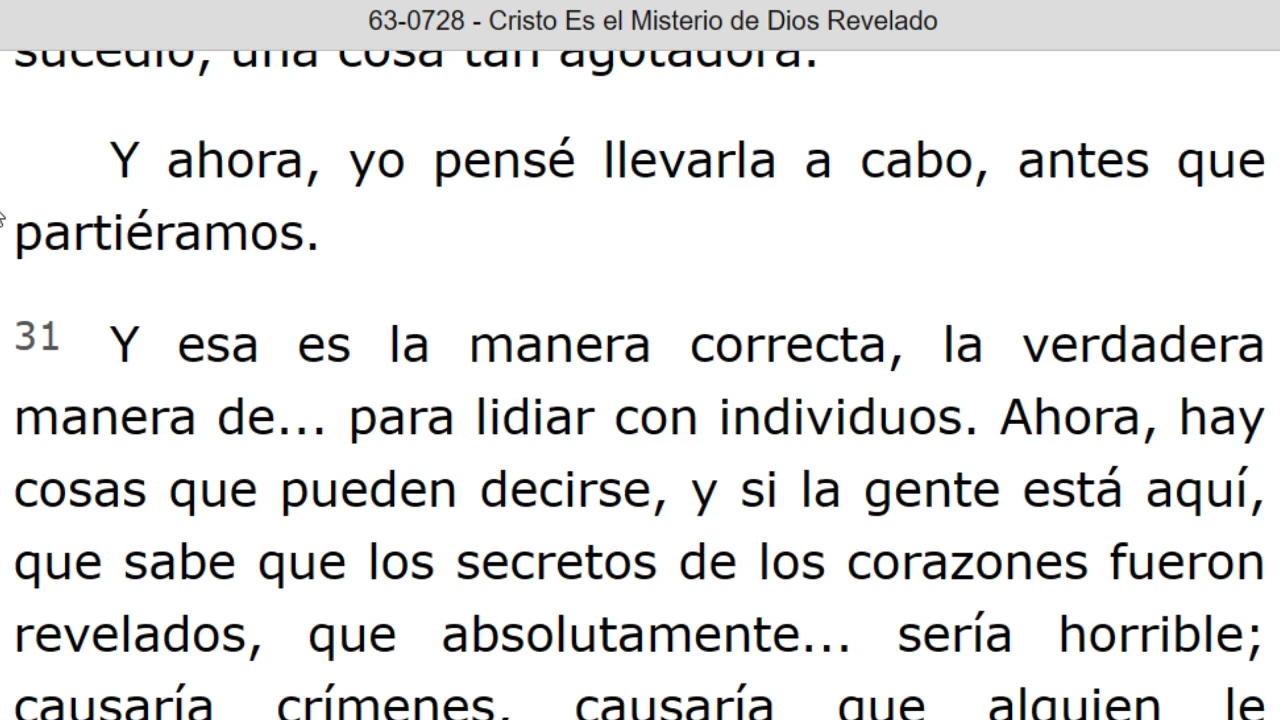 63-0728 - Cristo Es el Misterio de Dios Revelado
sucedió, una cosa tan agotadora.
Y ahora, yo pensé llevarla a cabo, antes que
partiéramos.
31 Y esa es la manera correcta, la verdadera
manera de... para lidiar con individuos. Ahora, hay
cosas que pueden decirse, y si la gente está aquí,
que sabe que los secretos de los corazones fueron
revelados, que absolutamente... sería horrible;
causaría crímenes, causaría que alguien le